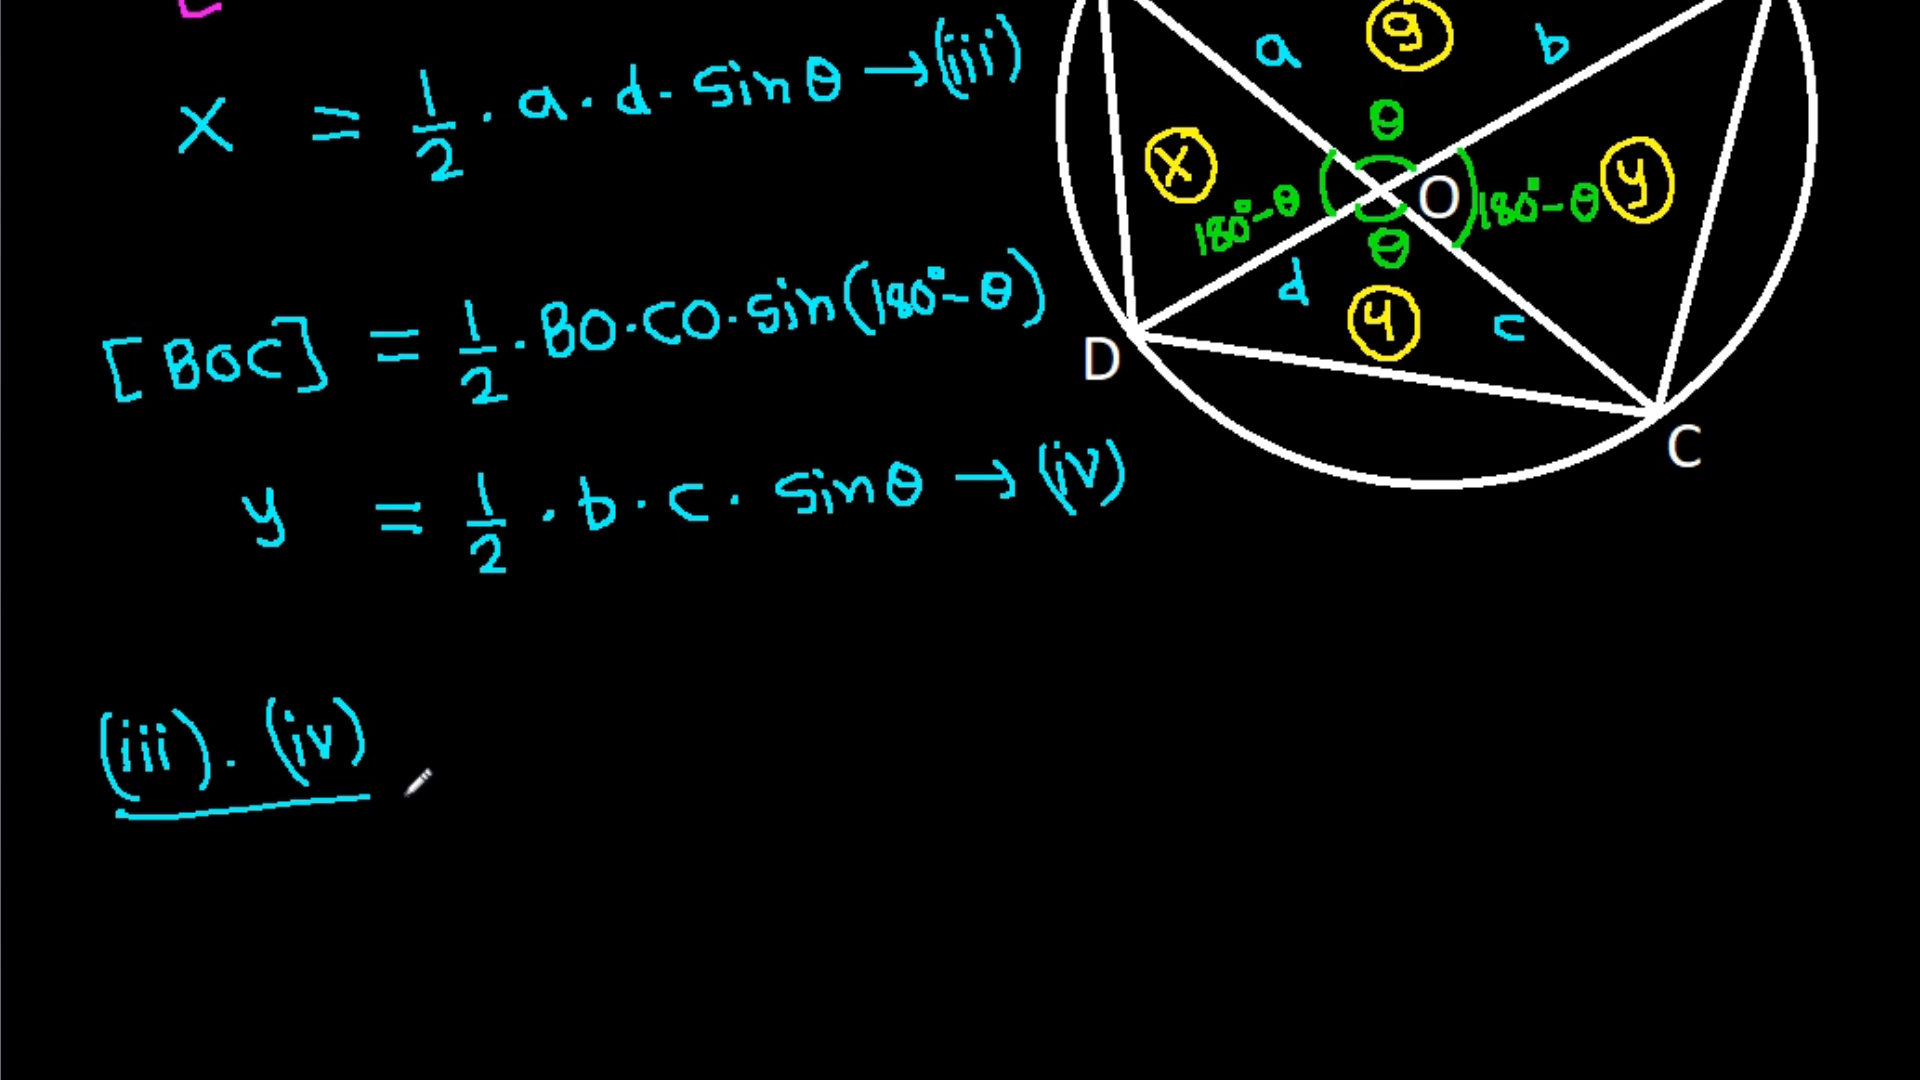 x = 1/2 · a · d · sin θ → (iii)
[BOC] = 1/2 · BO · CO · sin(180° - θ)
y = 1/2 · b · c · sin θ → (iv)
(iii) · (iv)
a
9
b
θ
x
y
180° - θ
O
180° - θ
θ
d
4
c
D
C